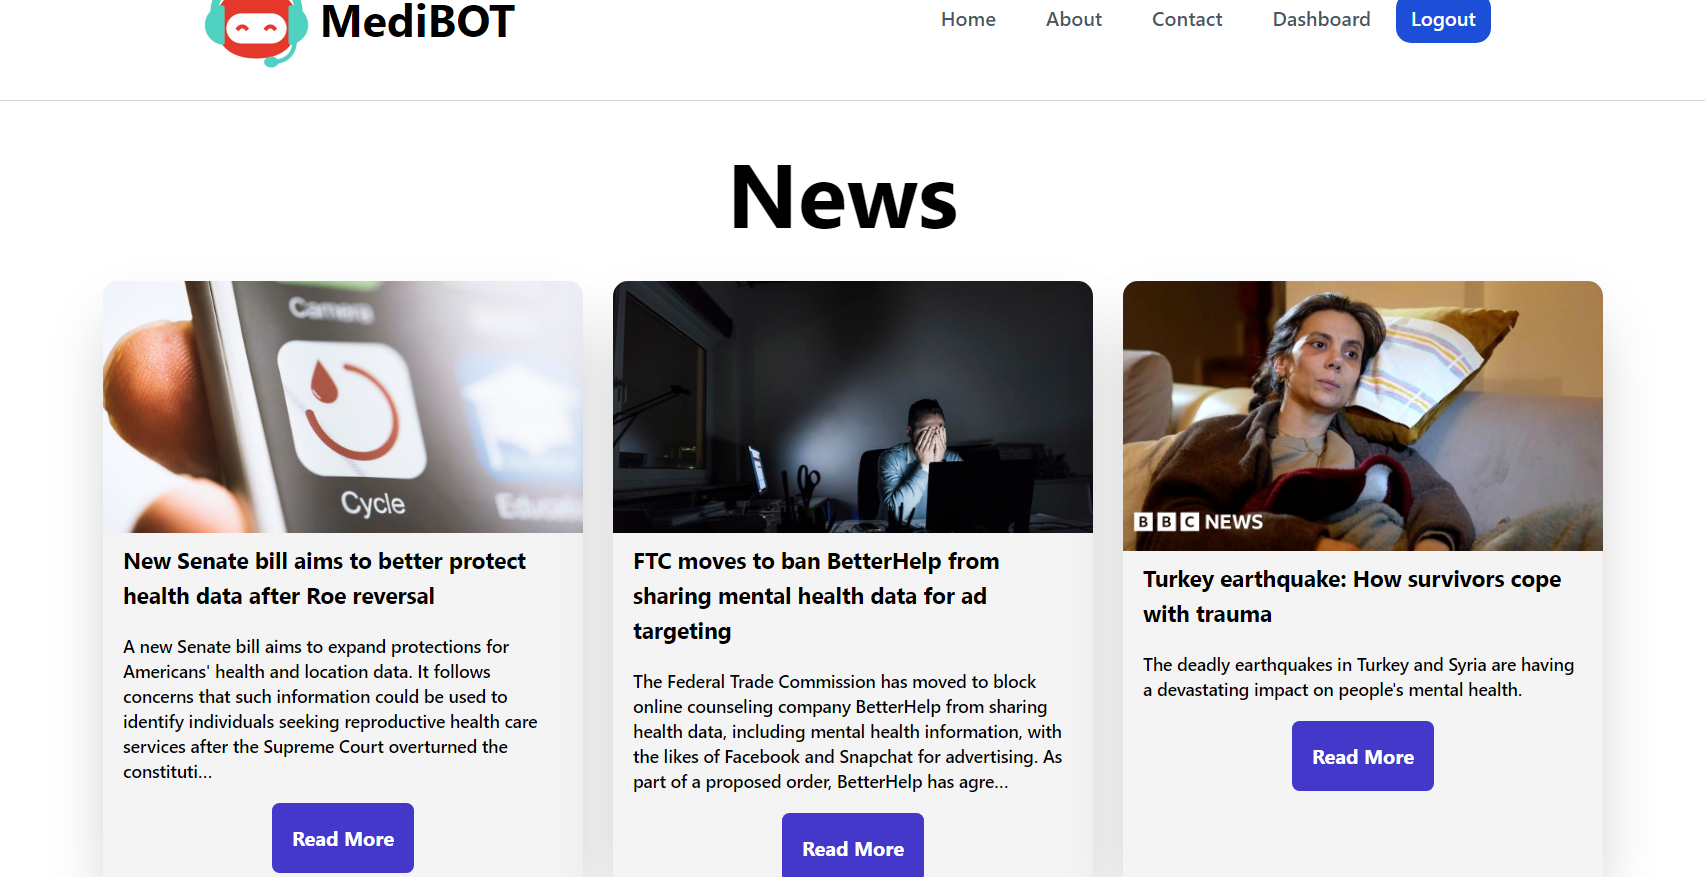 MediBOT
Home
About
Contact
Dashboard
Logout
News
Camera
Cycle
New Senate bill aims to better protect
health data after Roe reversal
A new Senate bill aims to expand protections for
Americans' health and location data. It follows
concerns that such information could be used to
identify individuals seeking reproductive health care
services after the Supreme Court overturned the
constituti...
Read More
FTC moves to ban BetterHelp from
sharing mental health data for ad
targeting
The Federal Trade Commission has moved to block
online counseling company BetterHelp from sharing
health data, including mental health information, with
the likes of Facebook and Snapchat for advertising. As
part of a proposed order, BetterHelp has agre...
Read More
BBC NEWS
Turkey earthquake: How survivors cope
with trauma
The deadly earthquakes in Turkey and Syria are having
a devastating impact on people's mental health.
Read More